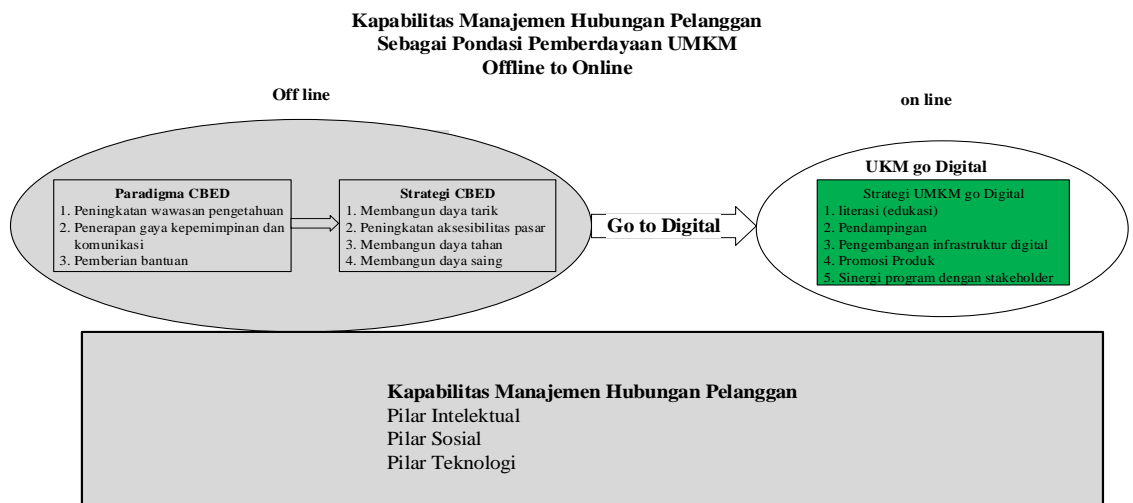 Kapabilitas Manajemen Hubungan Pelanggan
Sebagai Pondasi Pemberdayaan UMKM
Offline to Online
Off line
on line
Paradigma CBED
1. Peningkatan wawasan pengetahuan
2. Penerapan gaya kepemimpinan dan
komunikasi
3. Pemberian bantuan
Strategi CBED
1. Membangun daya tarik
2. Peningkatan aksesibilitas pasar
3. Membangun daya tahan
4. Membangun daya saing
Go to Digital
UKM go Digital
Strategi UMKM go Digital
1. literasi (edukasi)
2. Pendampingan
3. Pengembangan infrastruktur digital
4. Promosi Produk
5. Sinergi program dengan stakeholder
Kapabilitas Manajemen Hubungan Pelanggan
Pilar Intelektual
Pilar Sosial
Pilar Teknologi